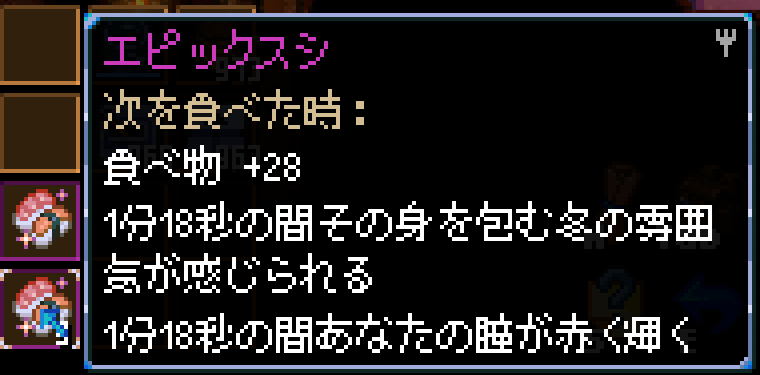 エピックスシ
次を食べた時：
食べ物 +28
1分18秒の間その身を包む冬の雰囲
気が感じられる
1分18秒の間あなたの瞳が赤く輝く